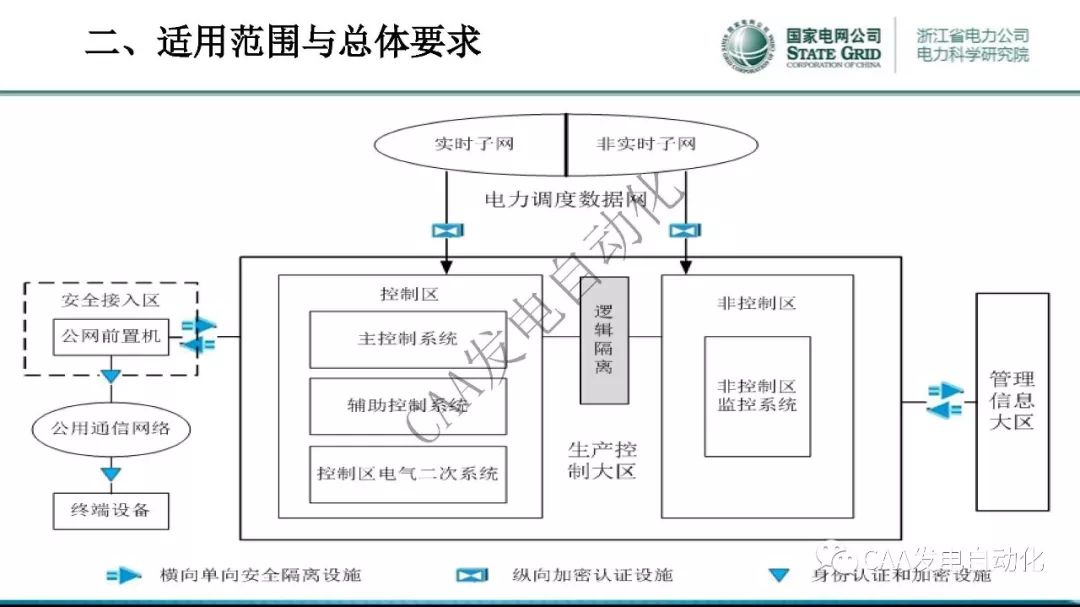 二、适用范围与总体要求
国家电网公司
STATE GRID
CORPORATION OF CHINA
浙江省电力公司
电力科学研究院
实时子网
非实时子网
电力调度数据网
安全接入区
公网前置机
公用通信网络
终端设备
控制区
主控制系统
辅助控制系统
控制区电气二次系统
逻辑隔离
生产控
制大区
非控制区
非控制区
监控系统
管理
信息
大区
CAA发电自动化
横向单向安全隔离设施
纵向加密认证设施
身份认证和加密设施
CAA发电自动化